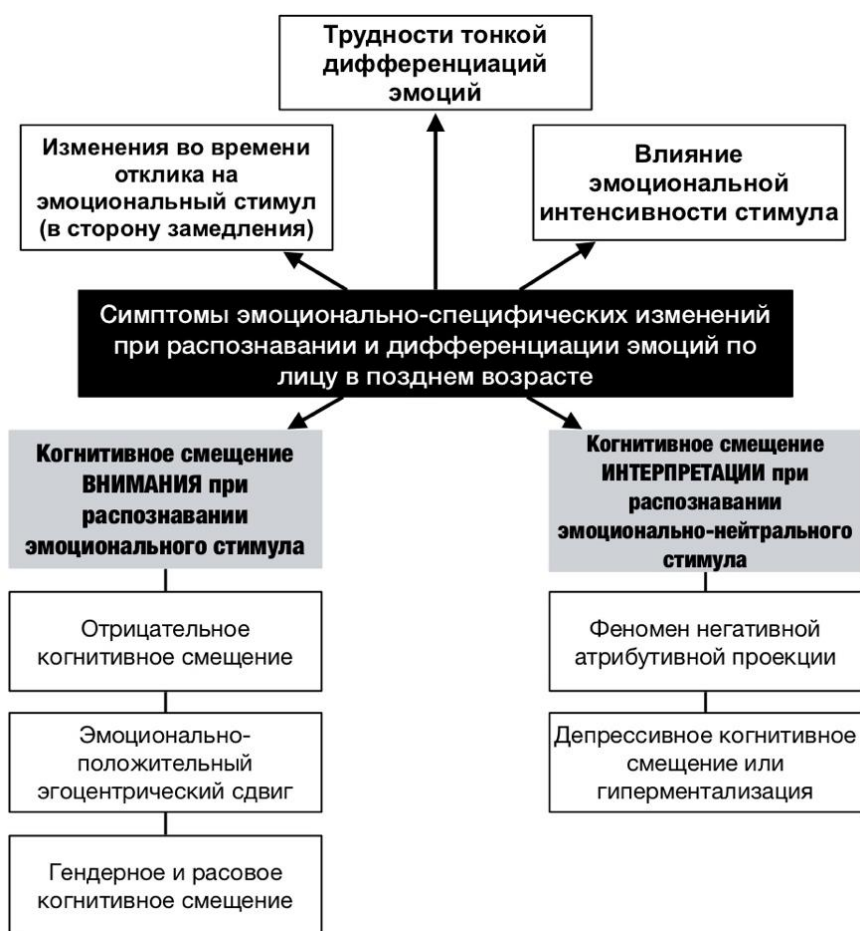 Трудности тонкой
дифференциаций
эмоций
Изменения во времени
отклика на
эмоциональный стимул
(в сторону замедления)
Влияние
эмоциональной
интенсивности стимула
Симптомы эмоционально-специфических изменений
при распознавании и дифференциации эмоций по
лицу в позднем возрасте
Когнитивное смещение
ВНИМАНИЯ при
распознавании
эмоционального стимула
Отрицательное
когнитивное смещение
Эмоционально-
положительный
эгоцентрический сдвиг
Гендерное и расовое
когнитивное смещение
Когнитивное смещение
ИНТЕРПРЕТАЦИИ при
распознавании
эмоционально-нейтрального
стимула
Феномен негативной
атрибутивной проекции
Депрессивное когнитивное
смещение или
гиперментализация